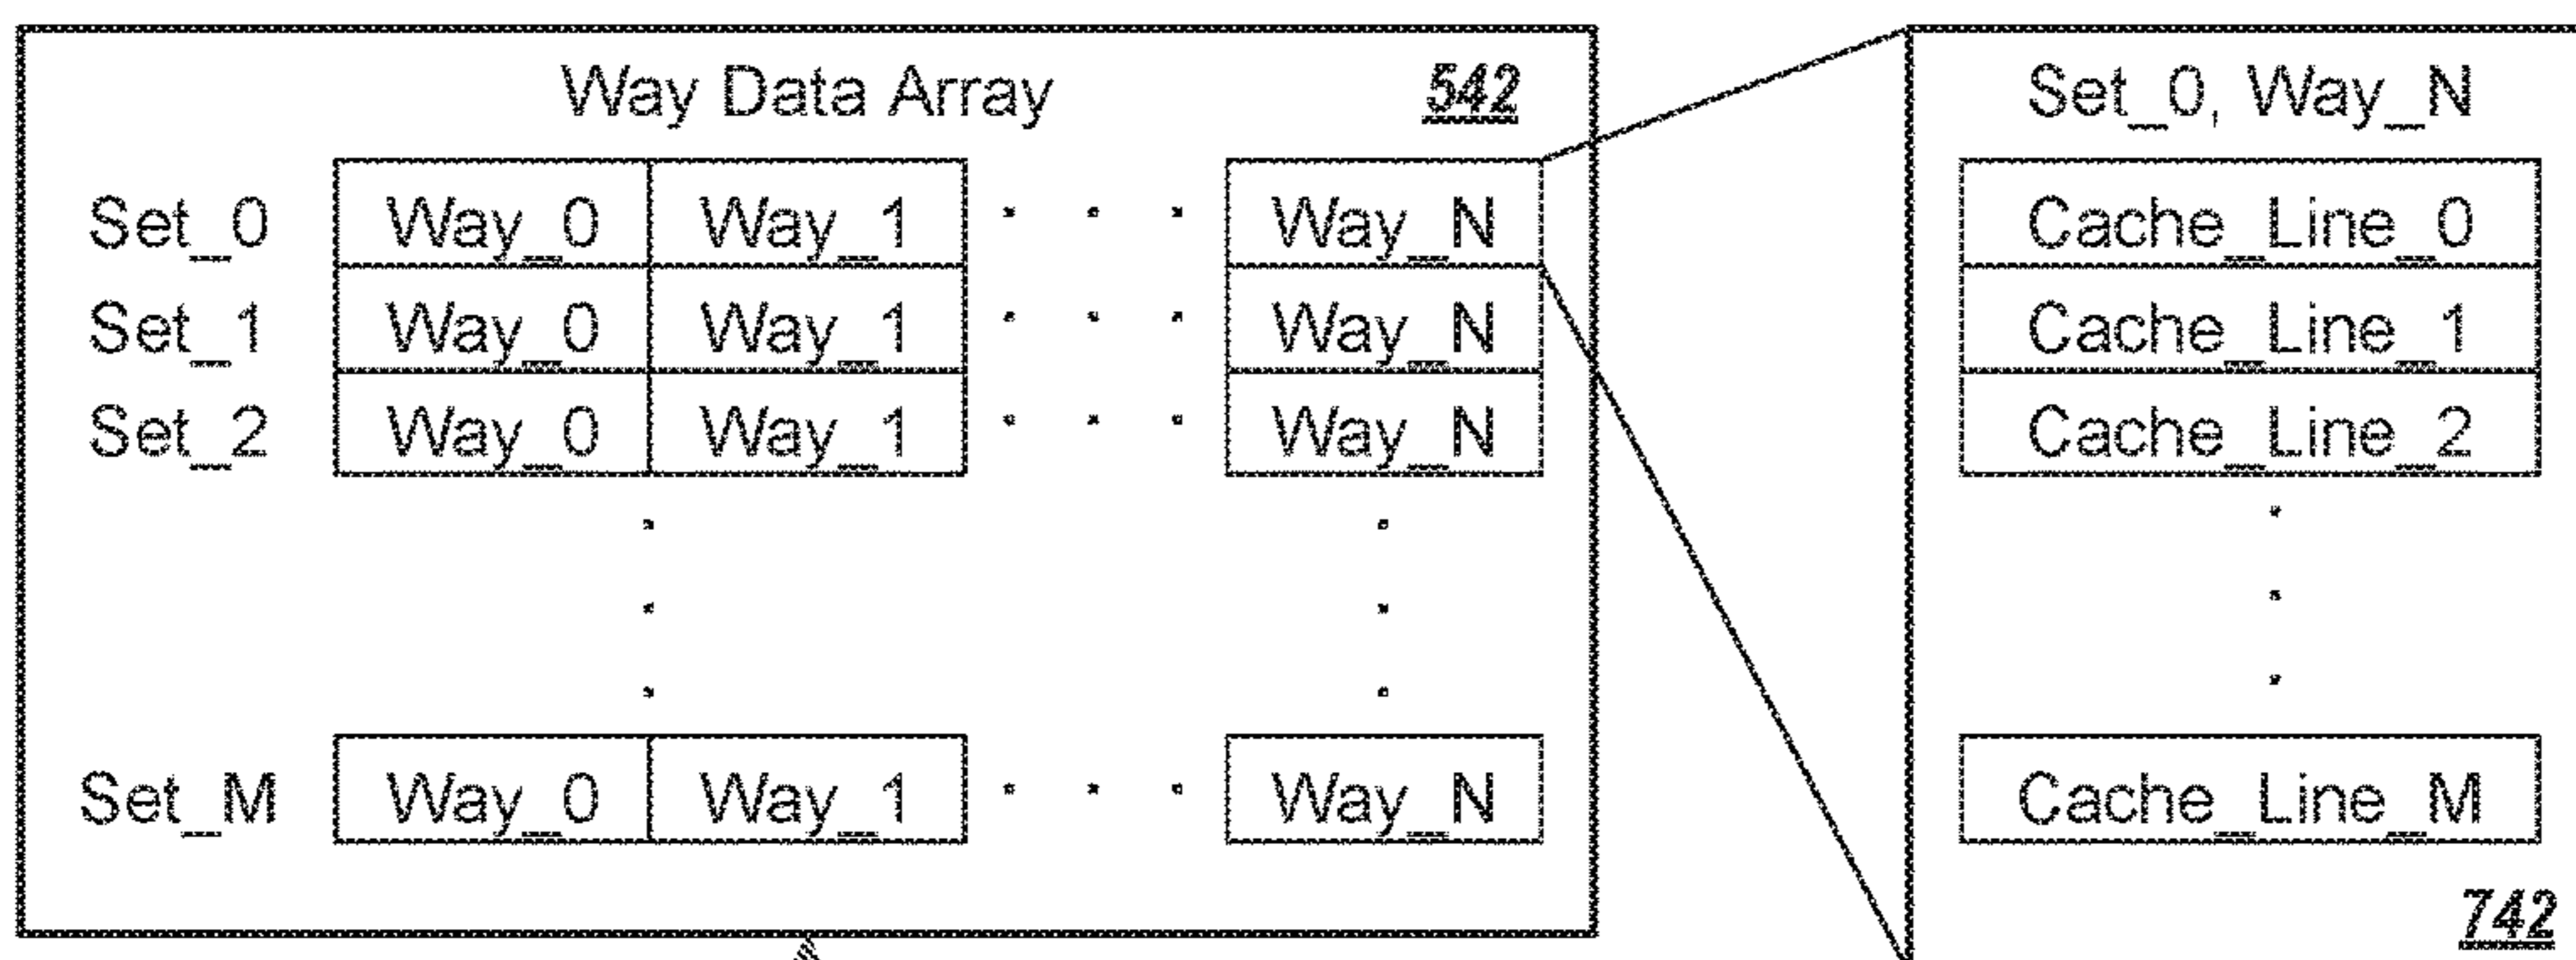 Way Data Array 542
Set_0 Way_0 Way_1 . . . Way_N
Set_1 Way_0 Way_1 . . . Way_N
Set_2 Way_0 Way_1 . . . Way_N
Set_M Way_0 Way_1 . . . Way_N
Set_0, Way_N
Cache_Line_0
Cache_Line_1
Cache_Line_2
Cache_Line_M
742